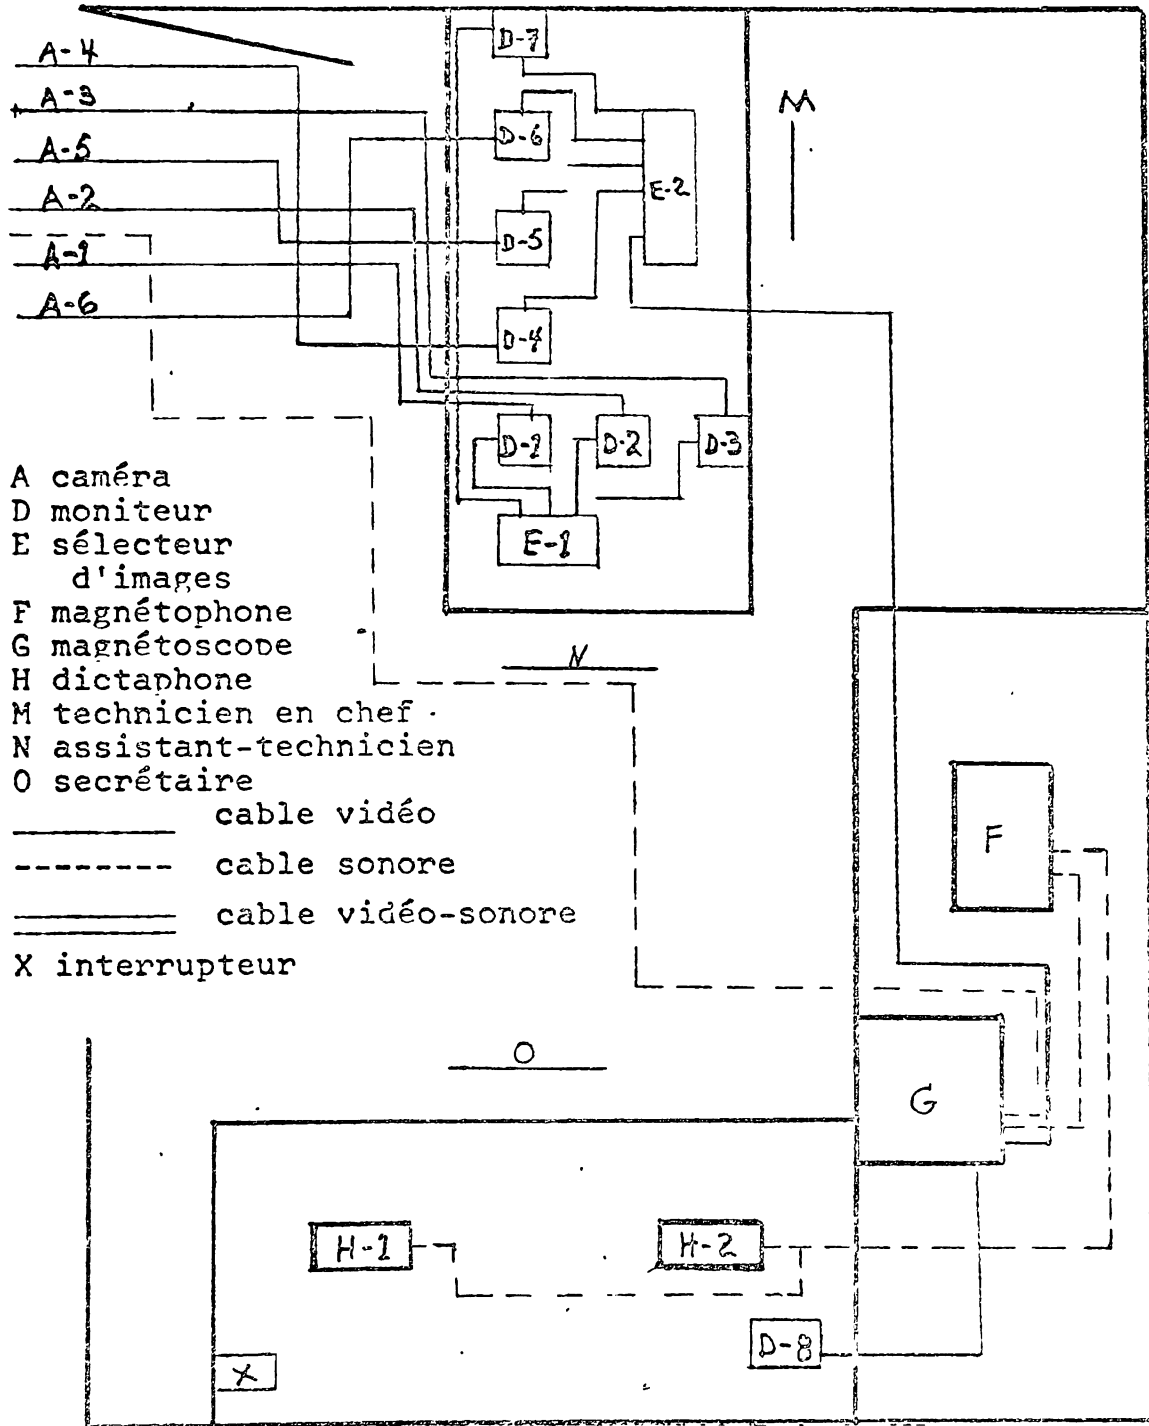 A-4
A-3
A-5
A-2
A-1
A-6
D-7
D-6
D-5
D-4
E-2
M
D-1
D-2
D-3
E-1
N
A caméra
D moniteur
E sélecteur
d'images
F magnétophone
G magnétoscope
H dictaphone
M technicien en chef
N assistant-technicien
O secrétaire
cable vidéo
cable sonore
cable vidéo-sonore
X interrupteur
F
O
G
H-1
H-2
D-8
X